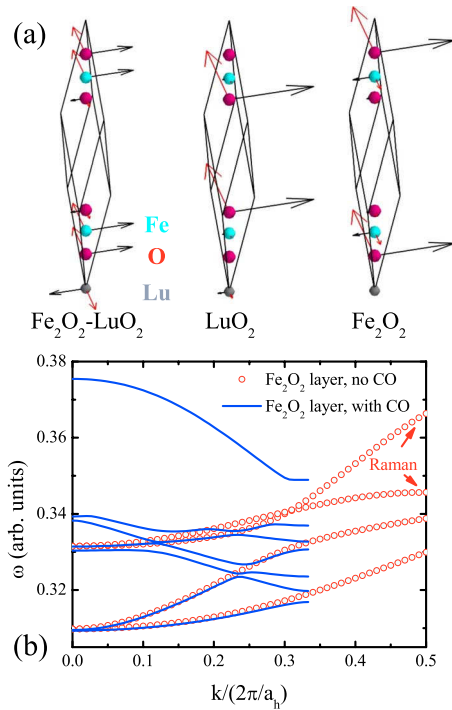 (a)
Fe
O
Lu
Fe₂O₂-LuO₂ LuO₂ Fe₂O₂
0.38
0.36
0.34
0.32
ω (arb. units)
Fe₂O₂ layer, no CO
Fe₂O₂ layer, with CO
Raman
(b)
0.0 0.1 0.2 0.3 0.4 0.5
k/(2π/aₕ)